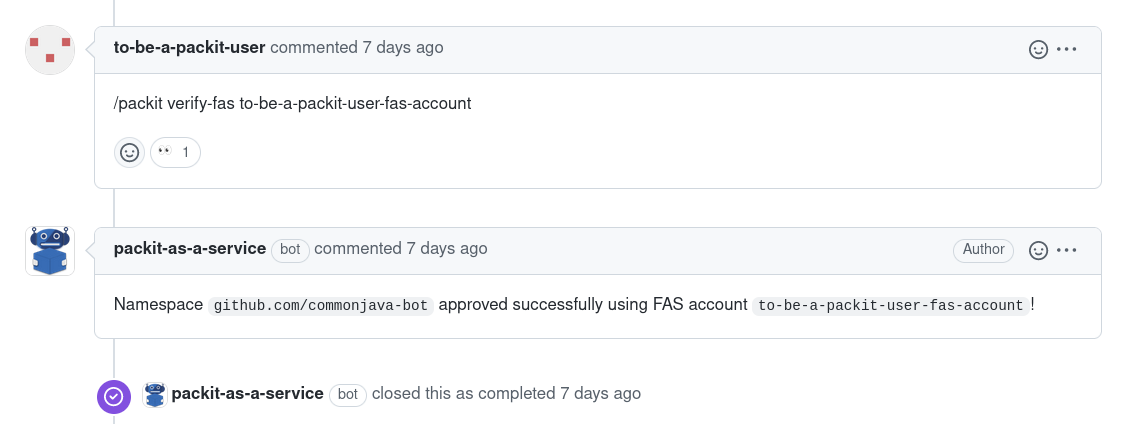 to-be-a-packit-user commented 7 days ago
/packit verify-fas to-be-a-packit-user-fas-account
👀 1
packit-as-a-service bot commented 7 days ago Author
Namespace github.com/commonjava-bot approved successfully using FAS account to-be-a-packit-user-fas-account!
packit-as-a-service bot closed this as completed 7 days ago